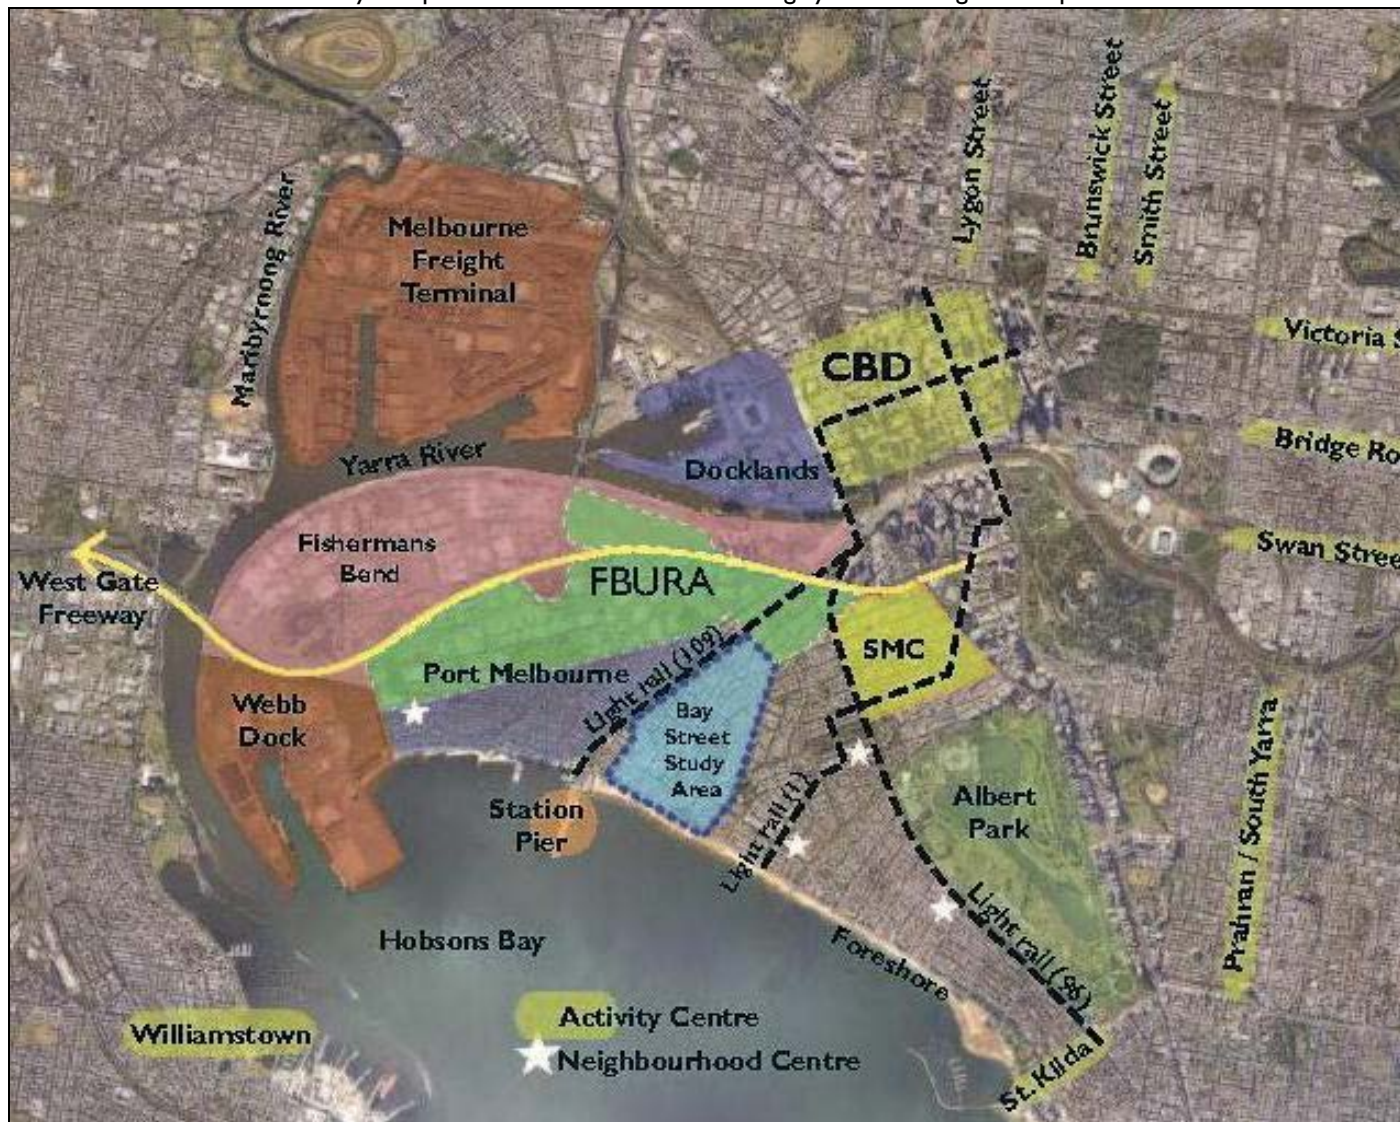 Lygon Street
Brunswick Street
Smith Street
Maribyrnong River
Melbourne
Freight
Terminal
Victoria S
CBD
Bridge Ro
Yarra River
Docklands
Swan Stree
Fishermans
Bend
FBURA
West Gate
Freeway
SMC
Port Melbourne
Light rail (109)
Webb
Dock
Bay
Street
Study
Area
Albert
Park
Station
Pier
Light rail (1)
Prahran / South Yarra
Light rail (96)
Hobsons Bay
Foreshore
Activity Centre
Williamstown
Neighbourhood Centre
St.Kilda